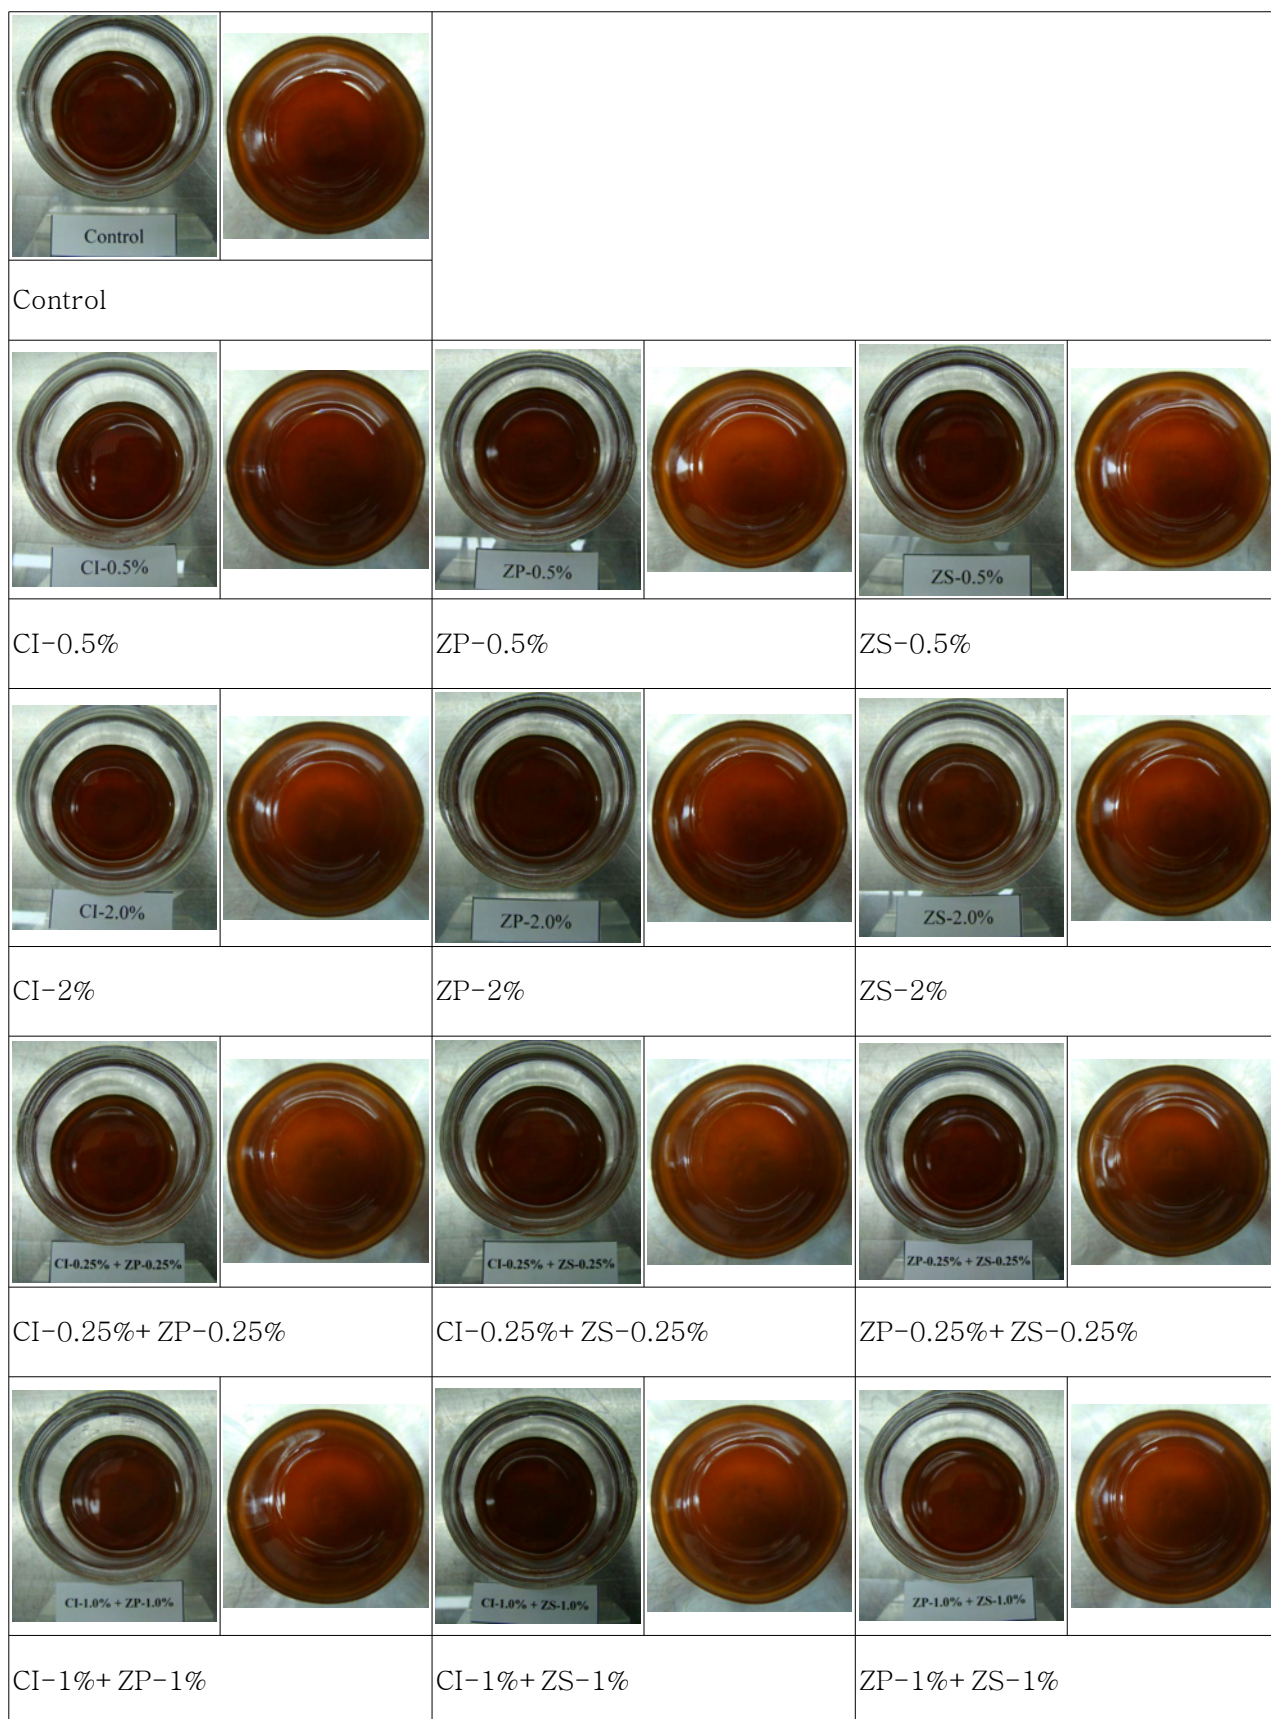 Control
Control
CI-0.5%
ZP-0.5%
ZS-0.5%
CI-0.5%
ZP-0.5%
ZS-0.5%
CI-2.0%
ZP-2.0%
ZS-2.0%
CI-2%
ZP-2%
ZS-2%
CI-0.25% + ZP-0.25%
CI-0.25% + ZS-0.25%
ZP-0.25% + ZS-0.25%
CI-0.25%+ ZP-0.25%
CI-0.25%+ ZS-0.25%
ZP-0.25%+ ZS-0.25%
CI-1.0% + ZP-1.0%
CI-1.0% + ZS-1.0%
ZP-1.0% + ZS-1.0%
CI-1%+ ZP-1%
CI-1%+ ZS-1%
ZP-1%+ ZS-1%